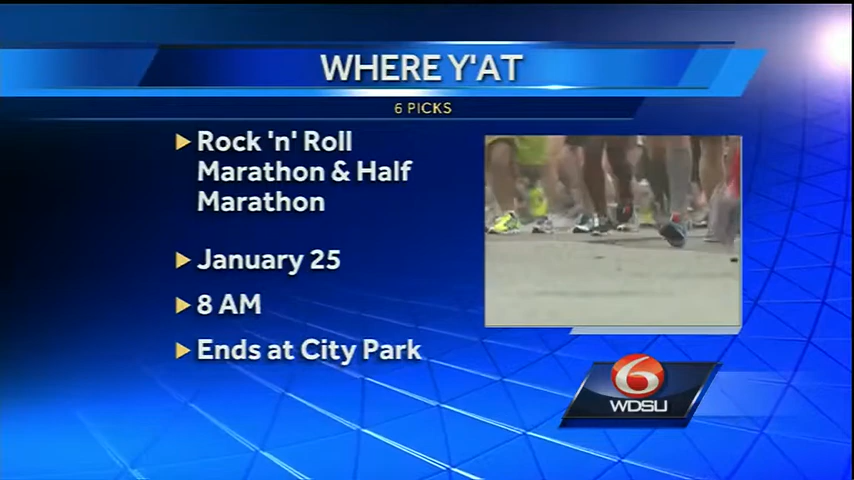 WHERE Y'AT
6 PICKS
Rock 'n' Roll
Marathon & Half
Marathon
January 25
8 AM
Ends at City Park
6
WDSU